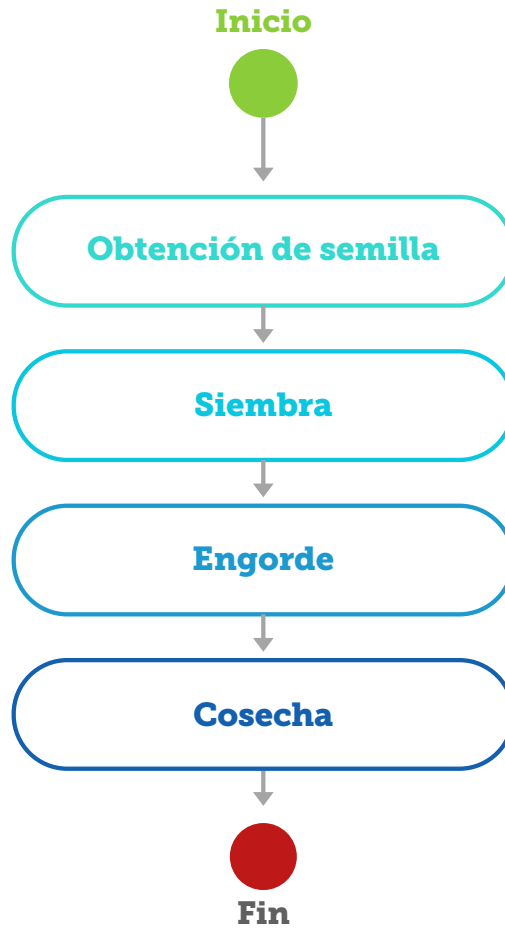 Inicio
Obtención de semilla
Siembra
Engorde
Cosecha
Fin